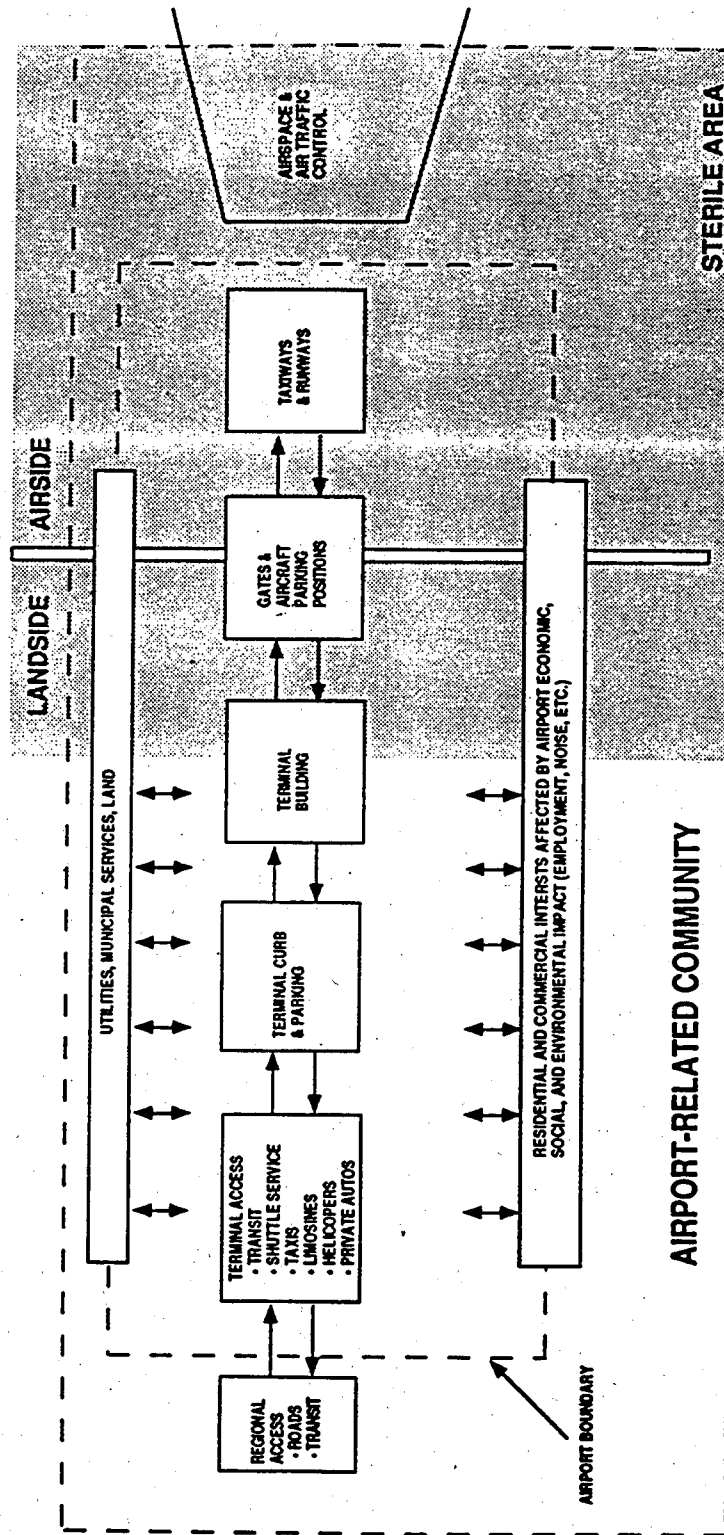 LANDSIDE
AIRSIDE
UTILITIES, MUNICIPAL SERVICES, LAND
REGIONAL
ACCESS
• ROADS
• TRANSIT
TERMINAL ACCESS
• TRANSIT
• SHUTTLE SERVICE
• TAXIS
• LIMOSINES
• HELICOPERS
• PRIVATE AUTOS
TERMINAL CURB
& PARKING
TERMINAL
BUILDING
GATES &
AIRCRAFT
PARKING
POSITIONS
TAXIWAYS
& RUNWAYS
AIRSPACE &
AIR TRAFFIC
CONTROL
RESIDENTIAL AND COMMERCIAL INTERSTS AFFECTED BY AIRPORT ECONOMIC,
SOCIAL, AND ENVIRONMENTAL IMPACT (EMPLOYMENT, NOISE, ETC.)
AIRPORT BOUNDARY
AIRPORT-RELATED COMMUNITY
STERILE AREA